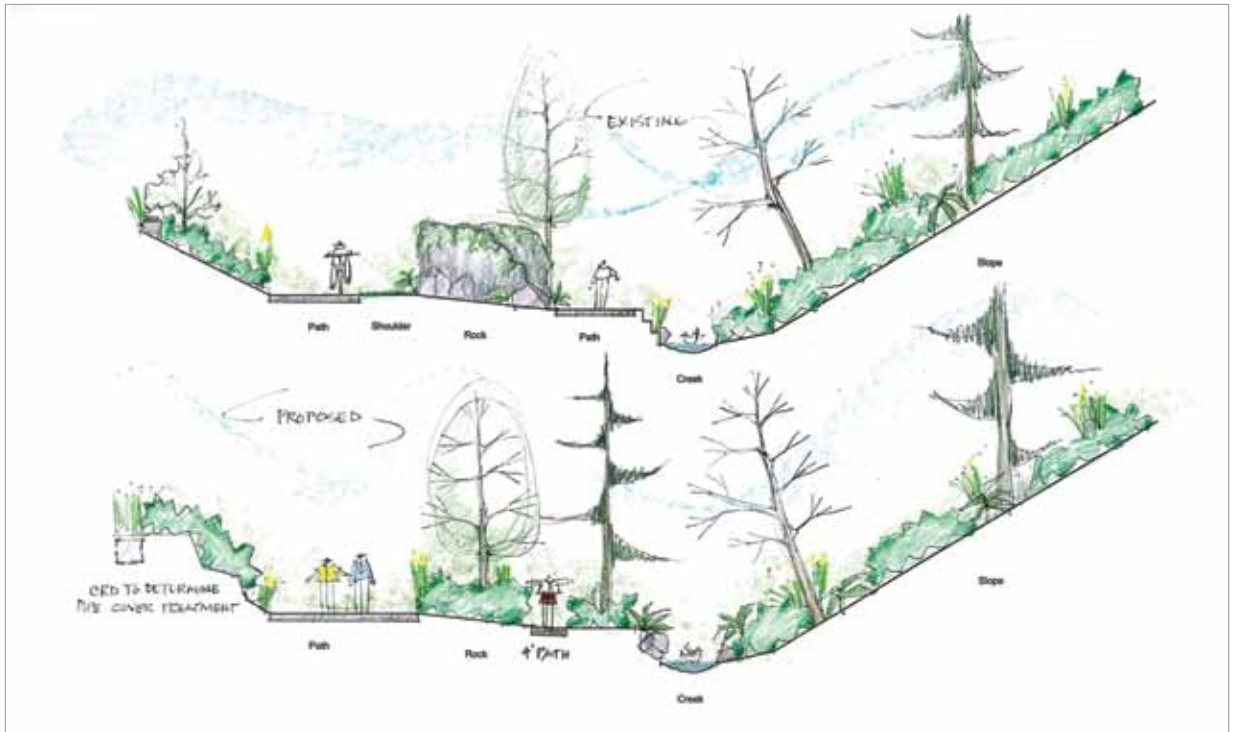 EXISTING
Slope
Path
Shoulder
Rock
Path
Creek
PROPOSED
CRD TO DETERMINE
PIPE COVER TREATMENT
Slope
Path
Rock
4' PATH
Creek